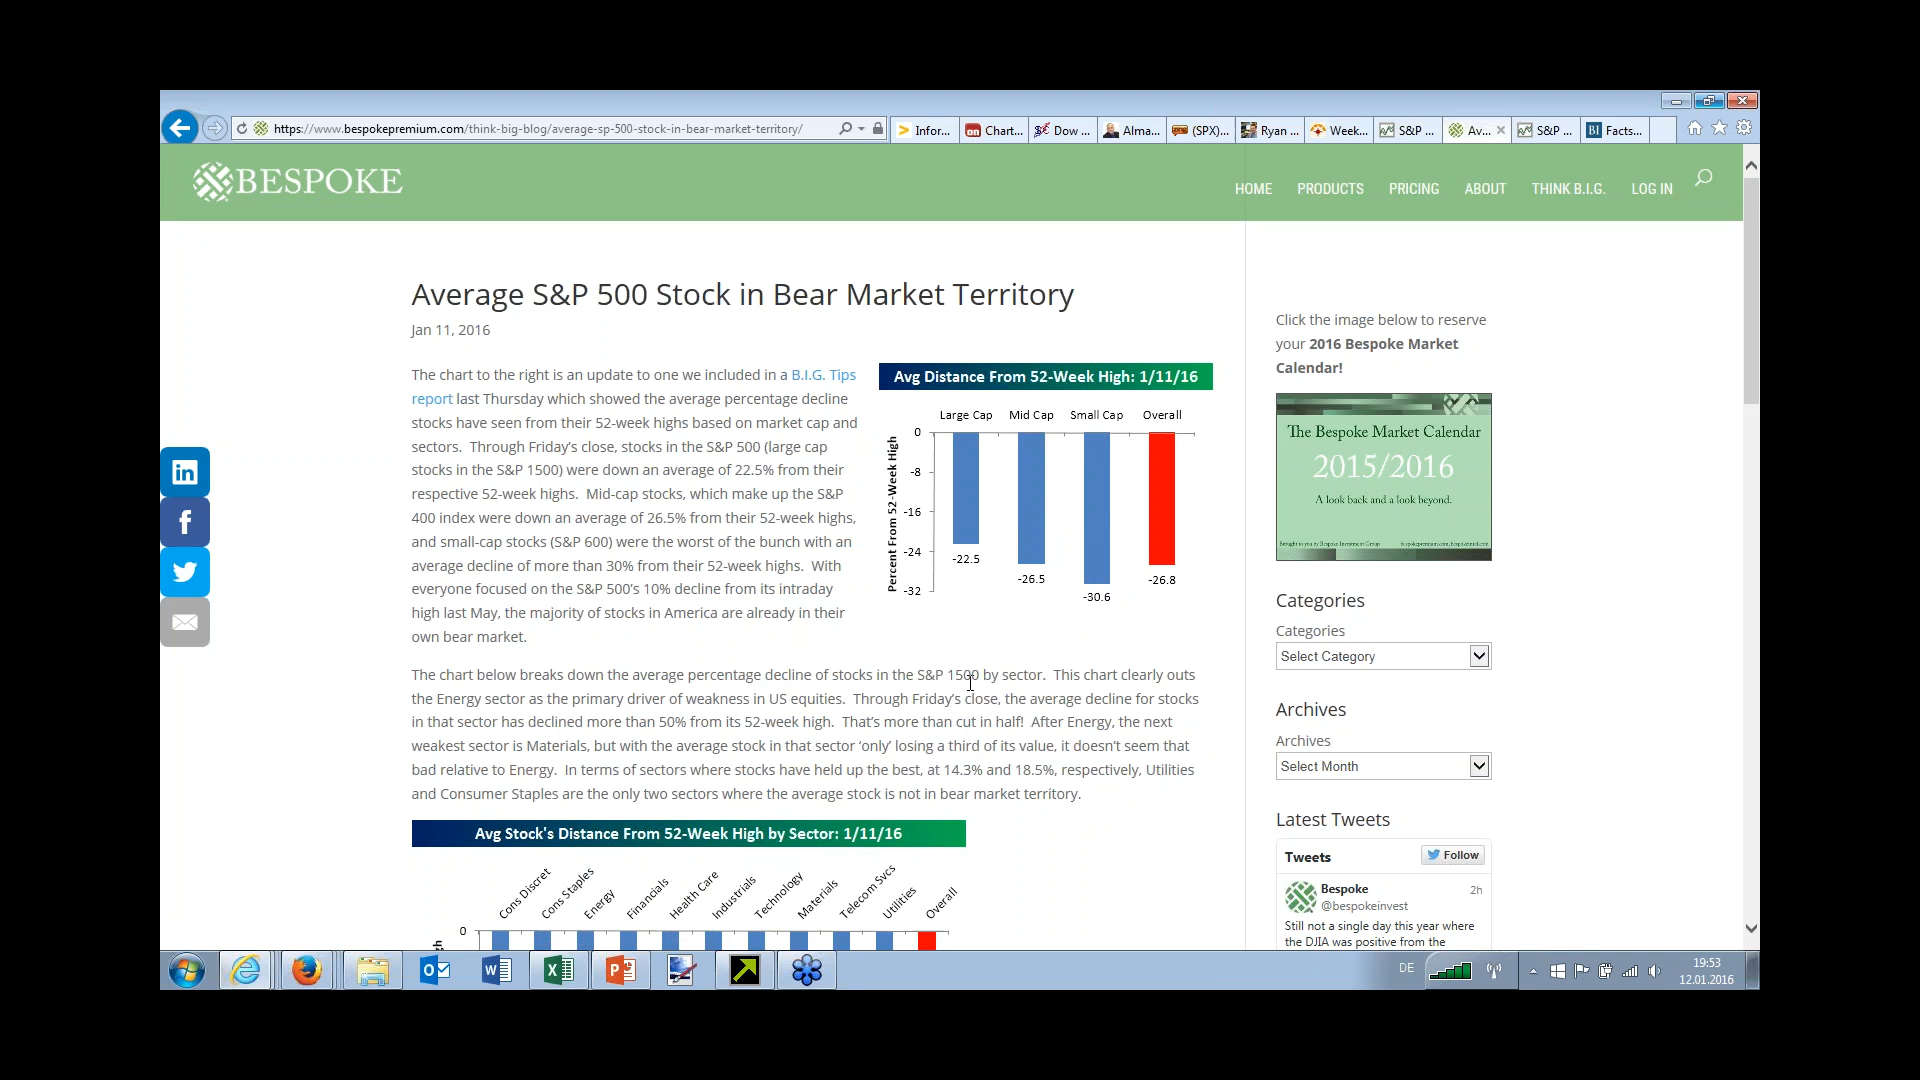 https://www.bespokepremium.com/think-big-blog/average-sp-500-stock-in-bear-market-territory/
Infor...
Chart...
Dow ...
Alma...
(SPX)...
Ryan ...
Week...
S&P ...
Av...
S&P ...
Facts...
BESPOKE
HOME
PRODUCTS
PRICING
ABOUT
THINK B.I.G.
LOG IN
Average S&P 500 Stock in Bear Market Territory
Jan 11, 2016
The chart to the right is an update to one we included in a B.I.G. Tips
report last Thursday which showed the average percentage decline
stocks have seen from their 52-week highs based on market cap and
sectors. Through Friday's close, stocks in the S&P 500 (large cap
stocks in the S&P 1500) were down an average of 22.5% from their
respective 52-week highs. Mid-cap stocks, which make up the S&P
400 index were down an average of 26.5% from their 52-week highs,
and small-cap stocks (S&P 600) were the worst of the bunch with an
average decline of more than 30% from their 52-week highs. With
everyone focused on the S&P 500's 10% decline from its intraday
high last May, the majority of stocks in America are already in their
own bear market.
Avg Distance From 52-Week High: 1/11/16
Large Cap
Mid Cap
Small Cap
Overall
Percent From 52-Week High
0
-8
-16
-24
-32
-22.5
-26.5
-30.6
-26.8
The chart below breaks down the average percentage decline of stocks in the S&P 1500 by sector. This chart clearly outs
the Energy sector as the primary driver of weakness in US equities. Through Friday's close, the average decline for stocks
in that sector has declined more than 50% from its 52-week high. That's more than cut in half! After Energy, the next
weakest sector is Materials, but with the average stock in that sector 'only' losing a third of its value, it doesn't seem that
bad relative to Energy. In terms of sectors where stocks have held up the best, at 14.3% and 18.5%, respectively, Utilities
and Consumer Staples are the only two sectors where the average stock is not in bear market territory.
Avg Stock's Distance From 52-Week High by Sector: 1/11/16
Cons Discret
Cons Staples
Energy
Financials
Health Care
Industrials
Technology
Materials
Telecom Svcs
Utilities
Overall
0
Click the image below to reserve
your 2016 Bespoke Market
Calendar!
The Bespoke Market Calendar
2015/2016
A look back and a look beyond.
Brought to you by Bespoke Investment Group
bespokepremium.com, bespokeintel.com
Categories
Categories
Select Category
Archives
Archives
Select Month
Latest Tweets
Tweets
Follow
Bespoke
2h
@bespokeinvest
Still not a single day this year where
the DJIA was positive from the
DE
19:53
12.01.2016